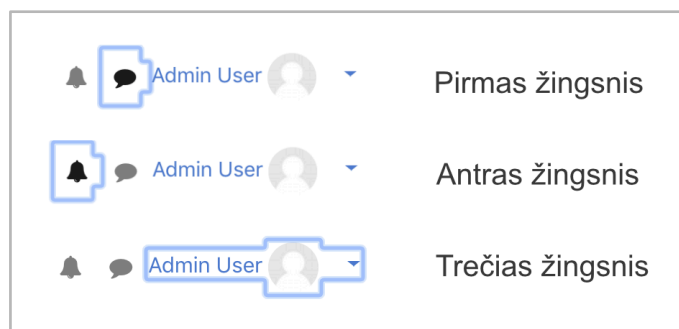 Admin User Pirmas žingsnis
Admin User Antras žingsnis
Admin User Trečias žingsnis